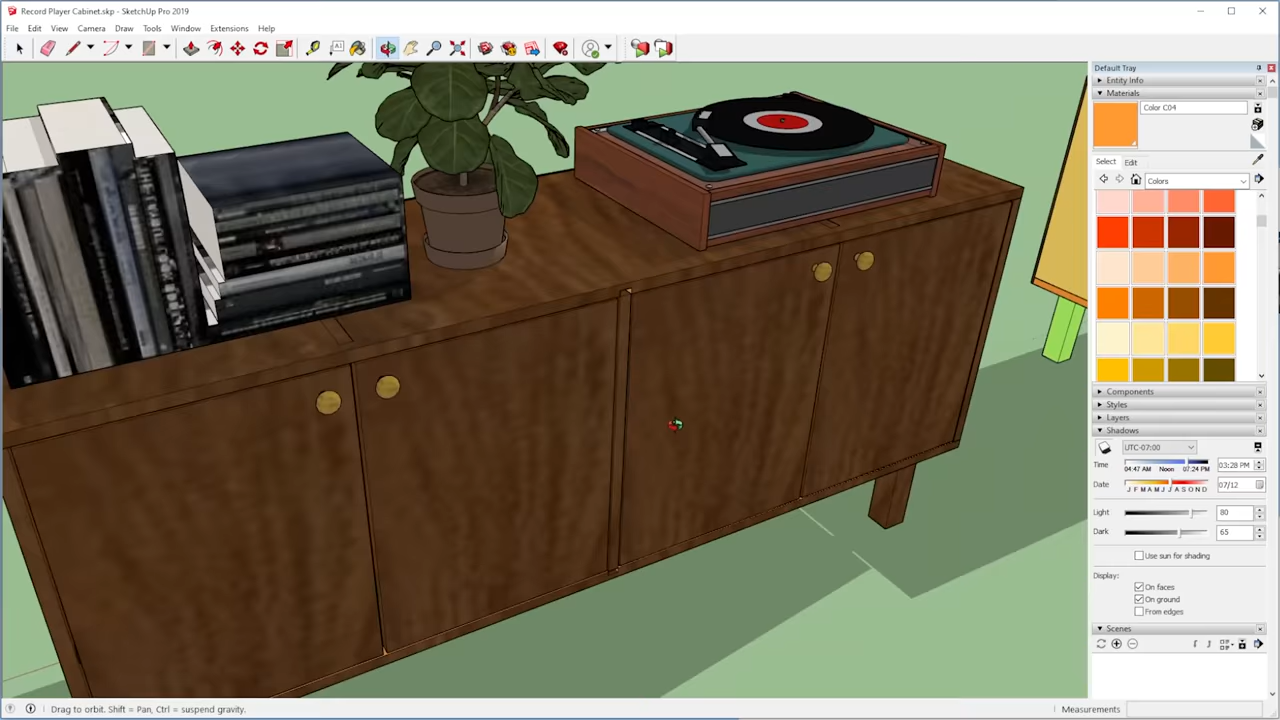 Record Player Cabinet.skp - SketchUp Pro 2019
File Edit View Camera Draw Tools Window Extensions Help
Default Tray
Entity Info
Materials
Color C04
Select Edit
Colors
Components
Styles
Layers
Shadows
UTC-07:00
Time 04:47 AM Noon 07:24 PM 03:28 PM
Date J F M A M J J A S O N D 07/12
Light 80
Dark 65
Use sun for shading
Display:
On faces
On ground
From edges
Scenes
Drag to orbit. Shift = Pan, Ctrl = suspend gravity.
Measurements